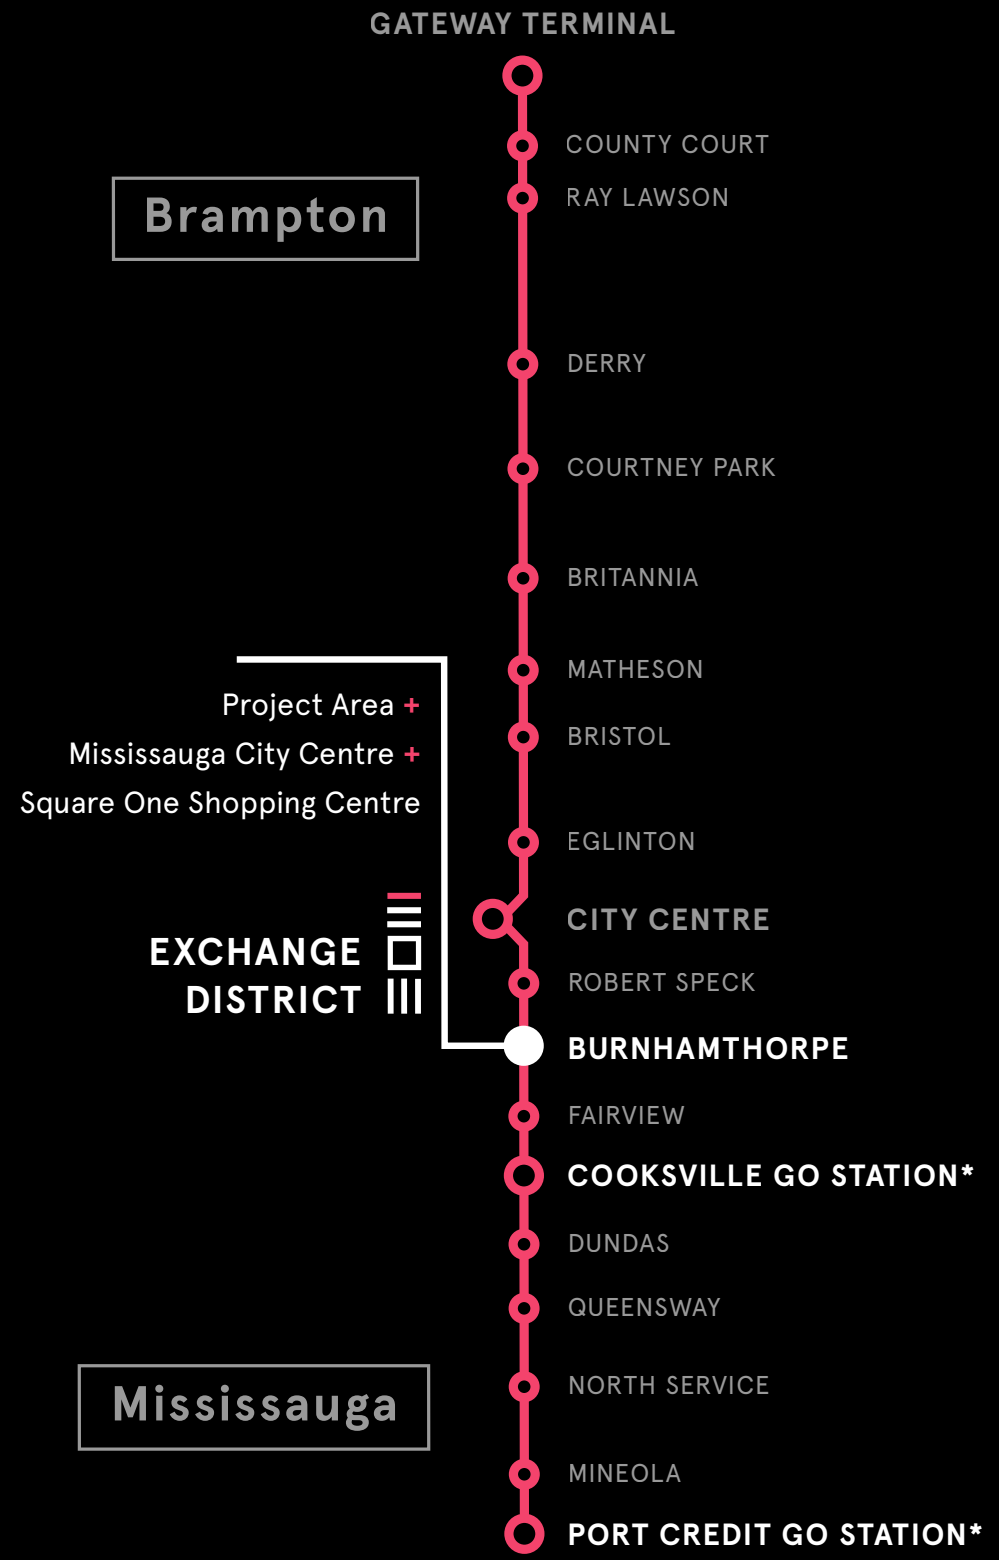 GATEWAY TERMINAL
COUNTY COURT
RAY LAWSON
Brampton
DERRY
COURTNEY PARK
BRITANNIA
MATHESON
Project Area +
BRISTOL
Mississauga City Centre +
Square One Shopping Centre
EGLINTON
CITY CENTRE
EXCHANGE
DISTRICT
ROBERT SPECK
BURNHAMTHORPE
FAIRVIEW
COOKSVILLE GO STATION*
DUNDAS
QUEENSWAY
NORTH SERVICE
Mississauga
MINEOLA
PORT CREDIT GO STATION*